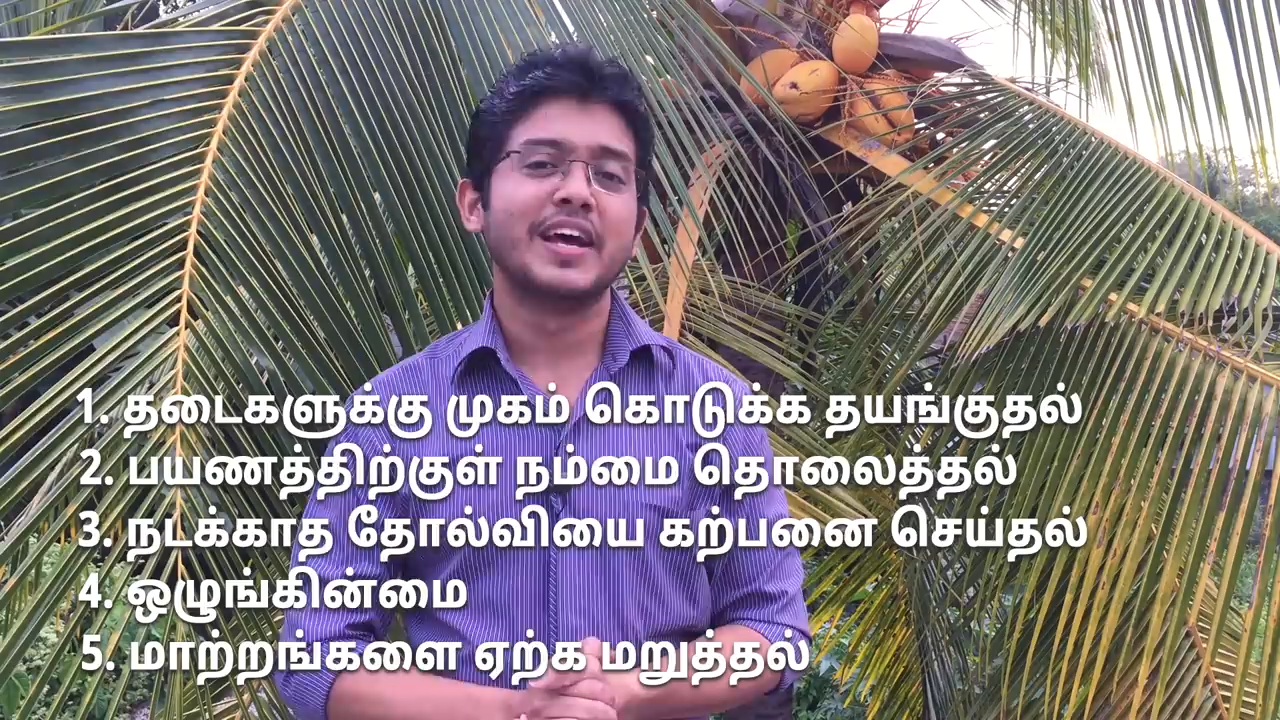 1. தடைகளுக்கு முகம் கொடுக்க தயங்குதல்
2. பயணத்திற்குள் நம்மை தொலைத்தல்
3. நடக்காத தோல்வியை கற்பனை செய்தல்
4. ஒழுங்கின்மை
5. மாற்றங்களை ஏற்க மறுத்தல்